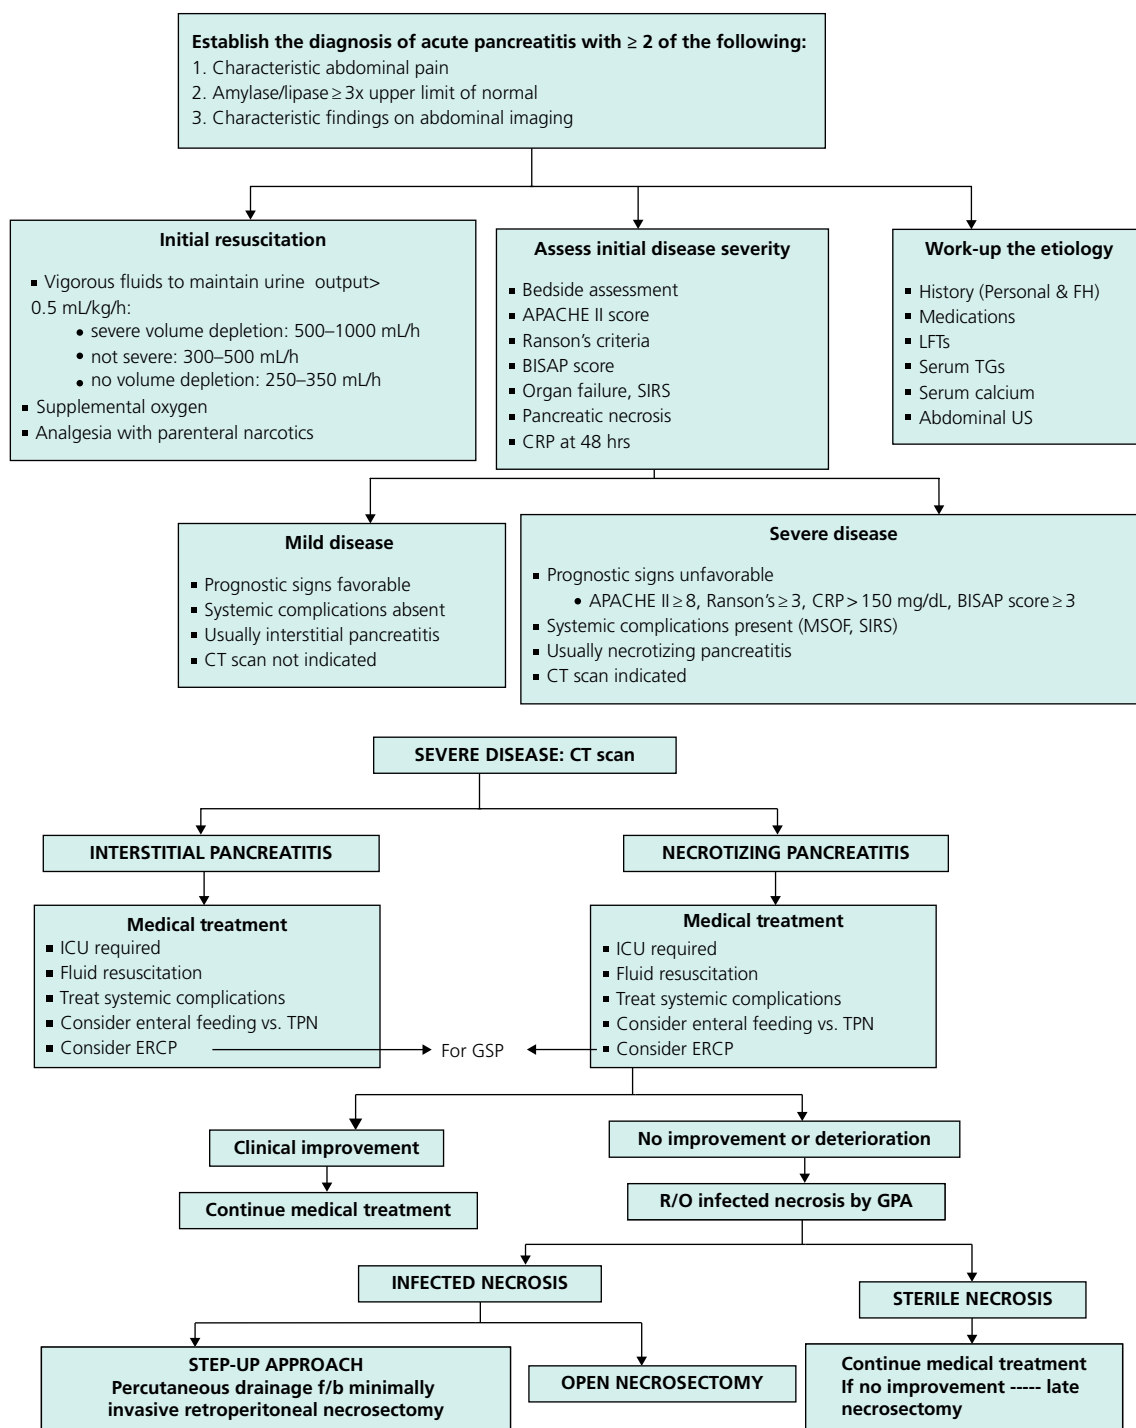 Establish the diagnosis of acute pancreatitis with ≥ 2 of the following:
1. Characteristic abdominal pain
2. Amylase/lipase ≥ 3x upper limit of normal
3. Characteristic findings on abdominal imaging
Initial resuscitation
▪ Vigorous fluids to maintain urine output>
0.5 mL/kg/h:
• severe volume depletion: 500–1000 mL/h
• not severe: 300–500 mL/h
• no volume depletion: 250–350 mL/h
▪ Supplemental oxygen
▪ Analgesia with parenteral narcotics
Assess initial disease severity
▪ Bedside assessment
▪ APACHE II score
▪ Ranson's criteria
▪ BISAP score
▪ Organ failure, SIRS
▪ Pancreatic necrosis
▪ CRP at 48 hrs
Work-up the etiology
▪ History (Personal & FH)
▪ Medications
▪ LFTs
▪ Serum TGs
▪ Serum calcium
▪ Abdominal US
Mild disease
▪ Prognostic signs favorable
▪ Systemic complications absent
▪ Usually interstitial pancreatitis
▪ CT scan not indicated
Severe disease
▪ Prognostic signs unfavorable
• APACHE II ≥ 8, Ranson's ≥ 3, CRP > 150 mg/dL, BISAP score ≥ 3
▪ Systemic complications present (MSOF, SIRS)
▪ Usually necrotizing pancreatitis
▪ CT scan indicated
SEVERE DISEASE: CT scan
INTERSTITIAL PANCREATITIS
NECROTIZING PANCREATITIS
Medical treatment
▪ ICU required
▪ Fluid resuscitation
▪ Treat systemic complications
▪ Consider enteral feeding vs. TPN
▪ Consider ERCP
For GSP
Medical treatment
▪ ICU required
▪ Fluid resuscitation
▪ Treat systemic complications
▪ Consider enteral feeding vs. TPN
▪ Consider ERCP
Clinical improvement
No improvement or deterioration
Continue medical treatment
R/O infected necrosis by GPA
INFECTED NECROSIS
STERILE NECROSIS
STEP-UP APPROACH
Percutaneous drainage f/b minimally
invasive retroperitoneal necrosectomy
OPEN NECROSECTOMY
Continue medical treatment
If no improvement ----- late
necrosectomy